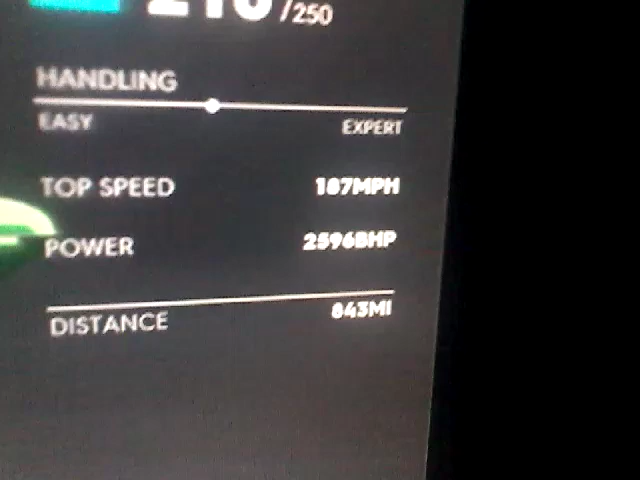 /250
HANDLING
EASY EXPERT
TOP SPEED 187MPH
POWER 2596BHP
DISTANCE 843MI